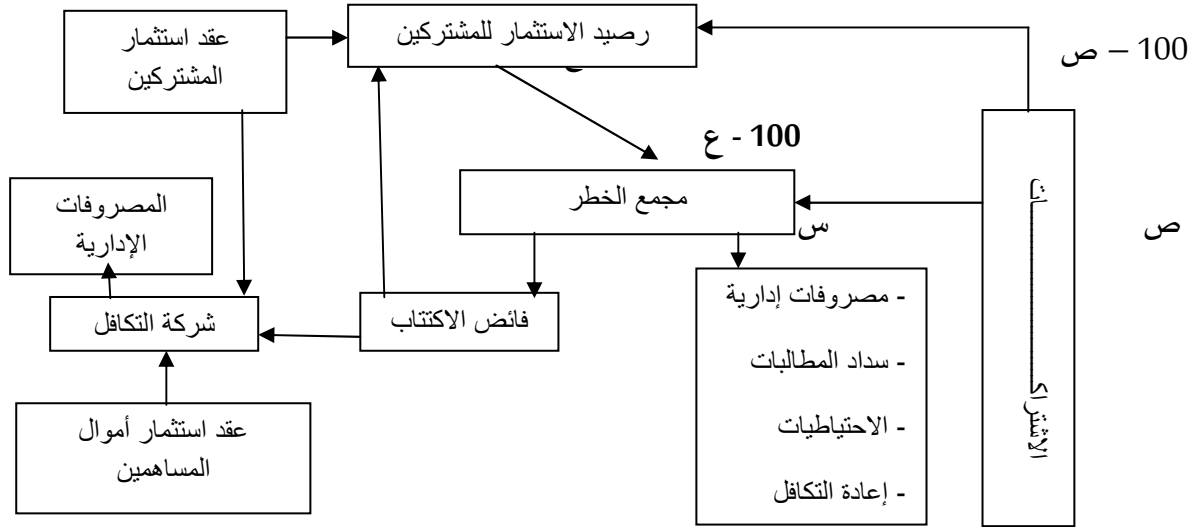 100 – ص
رصيد الاستثمار للمشتركين
عقد استثمار
المشتركين
ع
100 - ع
مجمع الخطر
الاشتراكــــــات
ص
س
المصروفات
الإدارية
- مصروفات إدارية
- سداد المطالبات
- الاحتياطيات
- إعادة التكافل
فائض الاكتتاب
شركة التكافل
عقد استثمار أموال
المساهمين